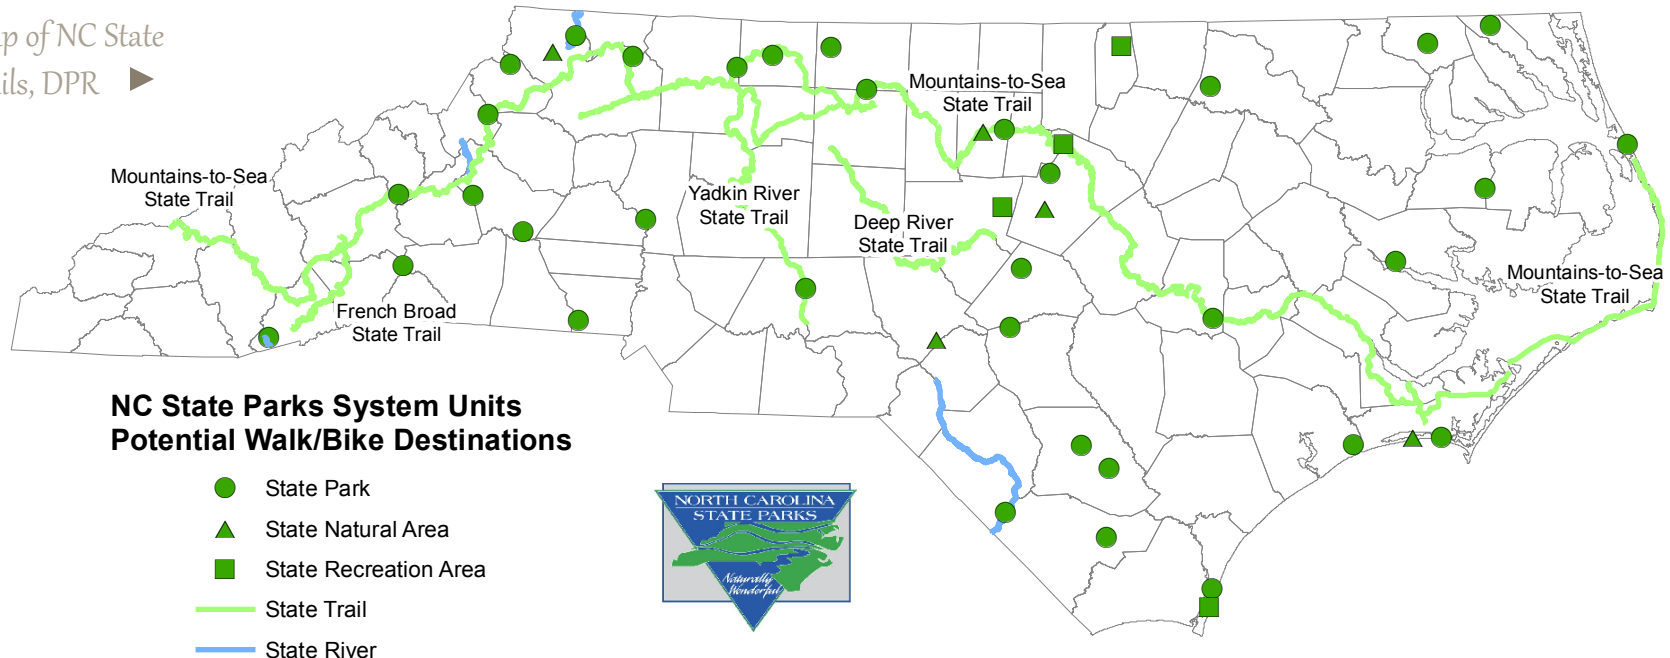 p of NC State
ils, DPR
Mountains-to-Sea
State Trail
Mountains-to-Sea
State Trail
Yadkin River
State Trail
Deep River
State Trail
Mountains-to-Sea
State Trail
French Broad
State Trail
NC State Parks System Units
Potential Walk/Bike Destinations
State Park
State Natural Area
State Recreation Area
State Trail
State River
NORTH CAROLINA
STATE PARKS
Naturally
Wonderful